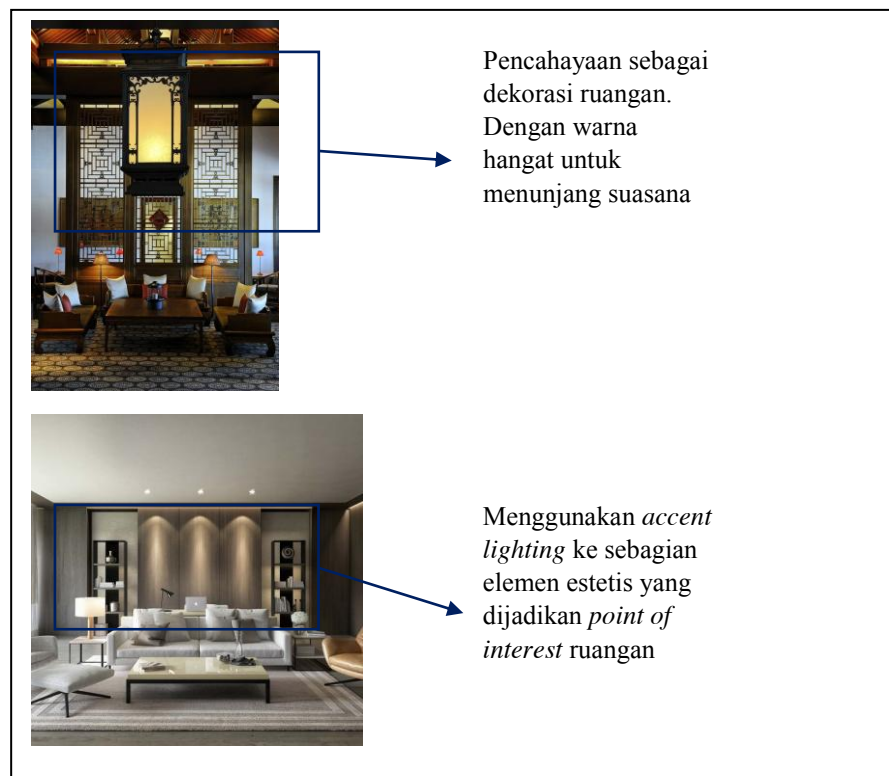 Pencahayaan sebagai
dekorasi ruangan.
Dengan warna
hangat untuk
menunjang suasana
Menggunakan accent
lighting ke sebagian
elemen estetis yang
dijadikan point of
interest ruangan